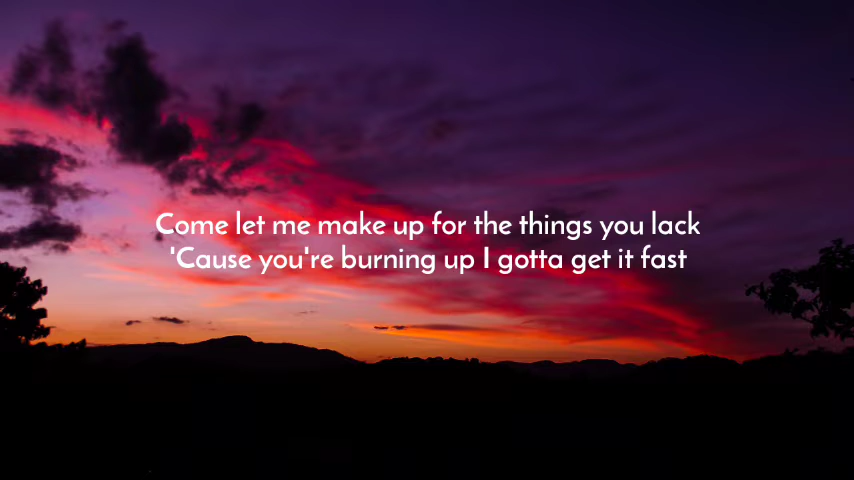 Come let me make up for the things you lack
'Cause you're burning up I gotta get it fast